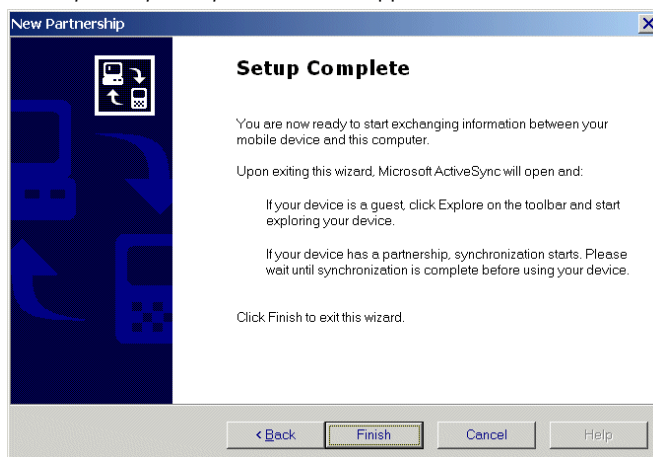 New Partnership
Setup Complete
You are now ready to start exchanging information between your
mobile device and this computer.
Upon exiting this wizard, Microsoft ActiveSync will open and:
If your device is a guest, click Explore on the toolbar and start
exploring your device.
If your device has a partnership, synchronization starts. Please
wait until synchronization is complete before using your device.
Click Finish to exit this wizard.
< Back Finish Cancel Help